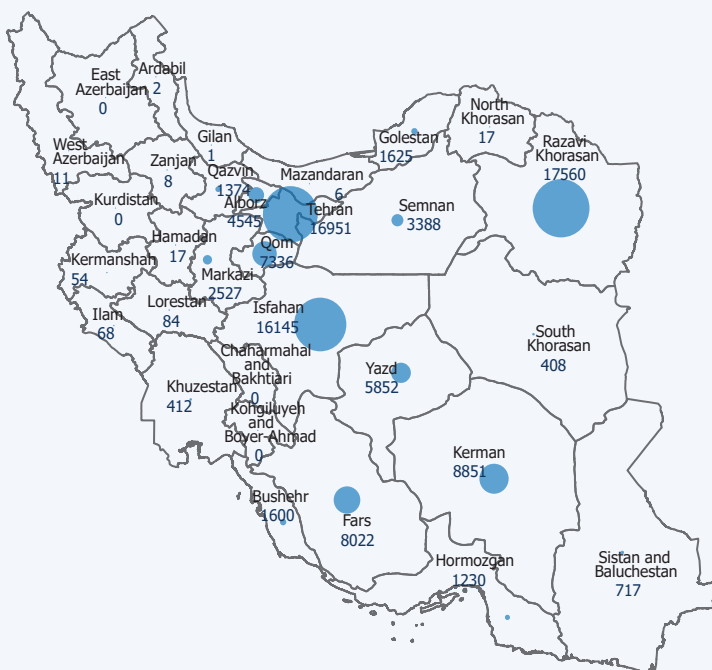 Ardabil
2
East
Azerbaijan
0
North
Khorasan
17
Gilan
1
Golestan
1625
Razavi
Khorasan
17560
West
Azerbaijan
11
Zanjan
8
Qazvin
1374
Mazandaran
6
Kurdistan
0
Alborz
4545
Tehran
16951
Semnan
3388
Hamadan
17
Qom
7336
Kermanshah
54
Markazi
2527
Lorestan
84
Isfahan
16145
Ilam
68
South
Khorasan
408
Chaharmahal
and
Bakhtiari
0
Yazd
5852
Khuzestan
412
Kohgiluyeh
and
Boyer-Ahmad
0
Kerman
8851
Bushehr
1600
Fars
8022
Hormozgan
1230
Sistan and
Baluchestan
717